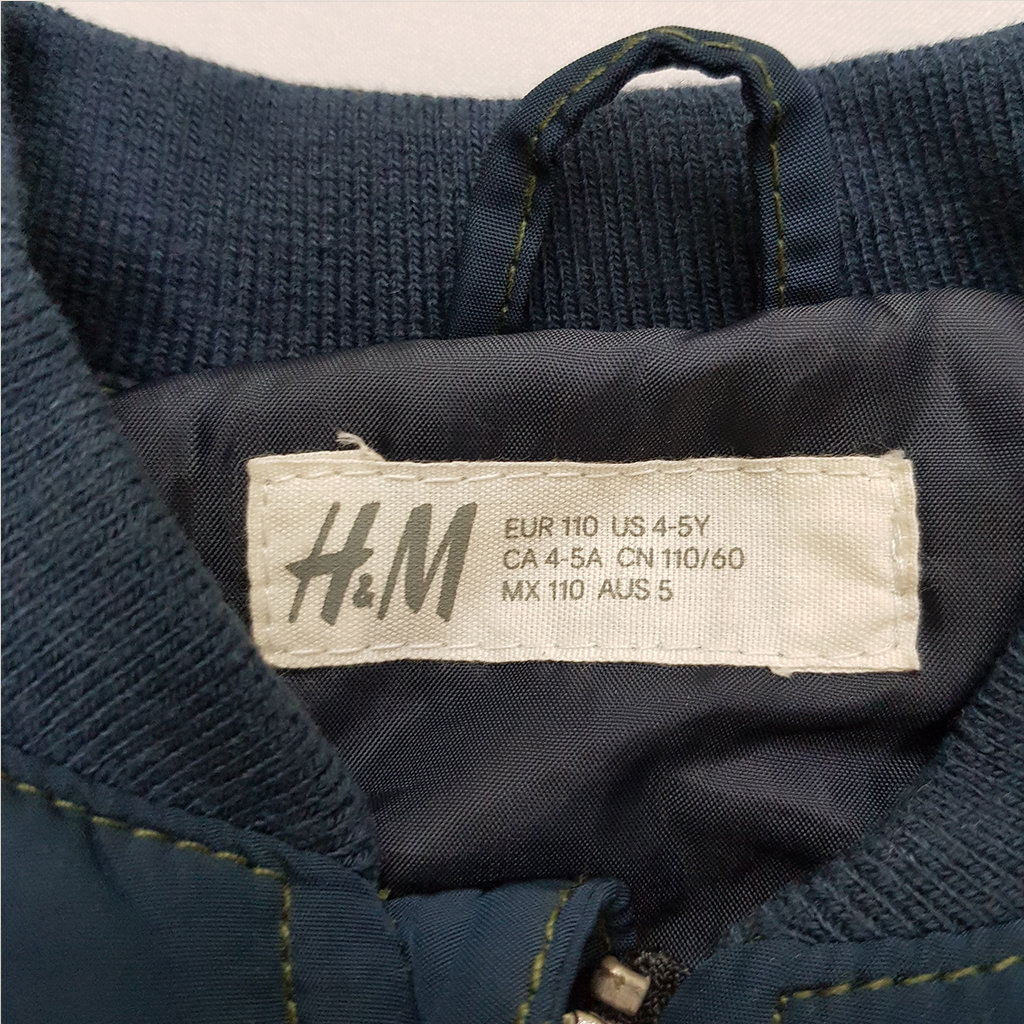 H&M
EUR 110 US 4-5Y
CA 4-5A CN 110/60
MX 110 AUS 5